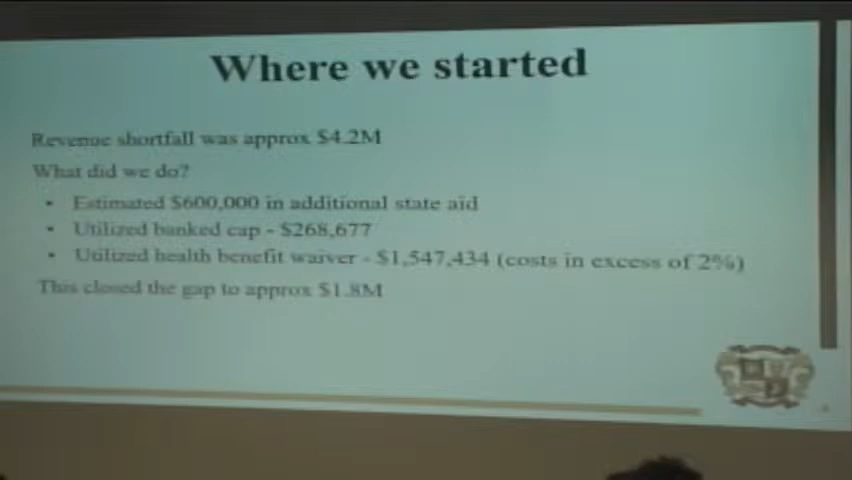 Where we started
Revenue shortfall was approx $4.2M
What did we do?
• Estimated $600,000 in additional state aid
• Utilized banked cap - $268,677
• Utilized health benefit waiver - $1,547,434 (costs in excess of 2%)
This closed the gap to approx $1.8M